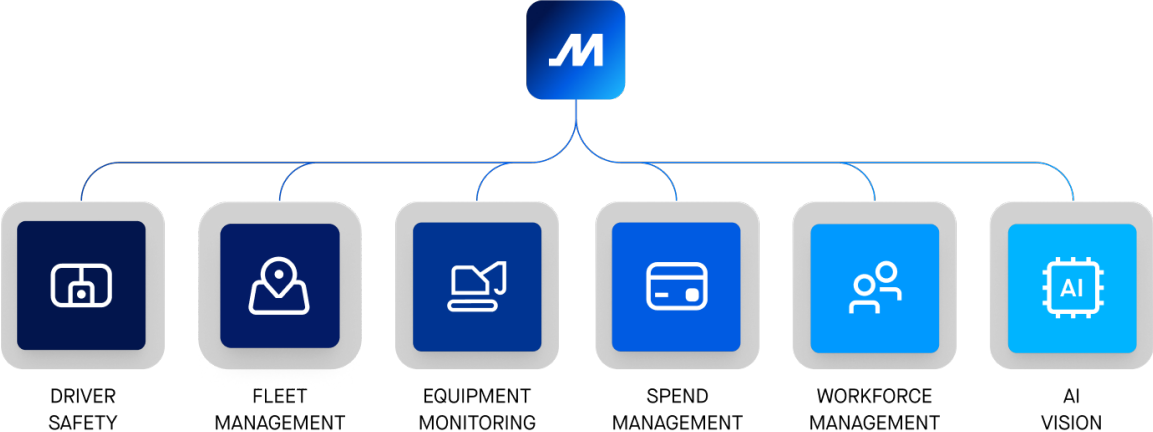 M
AI
DRIVER
SAFETY
FLEET
MANAGEMENT
EQUIPMENT
MONITORING
SPEND
MANAGEMENT
WORKFORCE
MANAGEMENT
AI
VISION